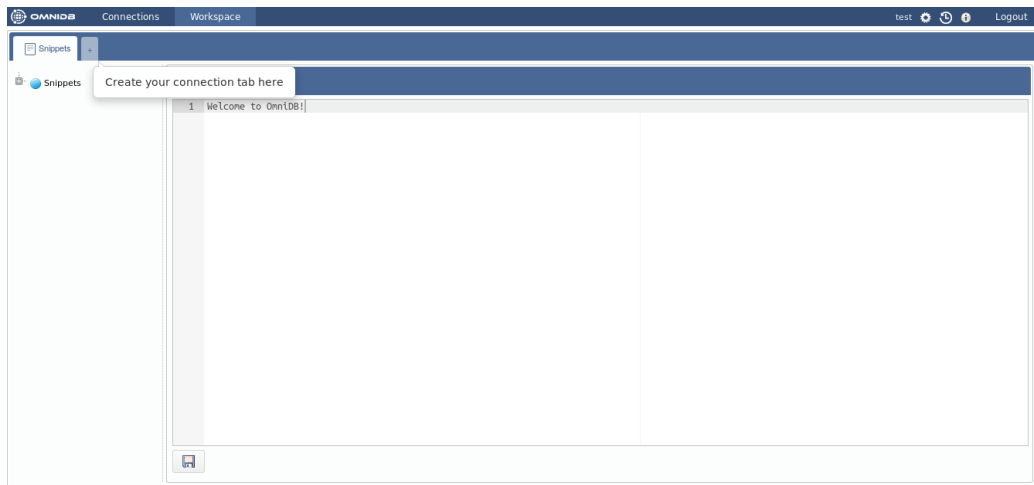 OMNIDB Connections Workspace test Logout
Snippets +
Snippets
Create your connection tab here
1 Welcome to OmniDB!